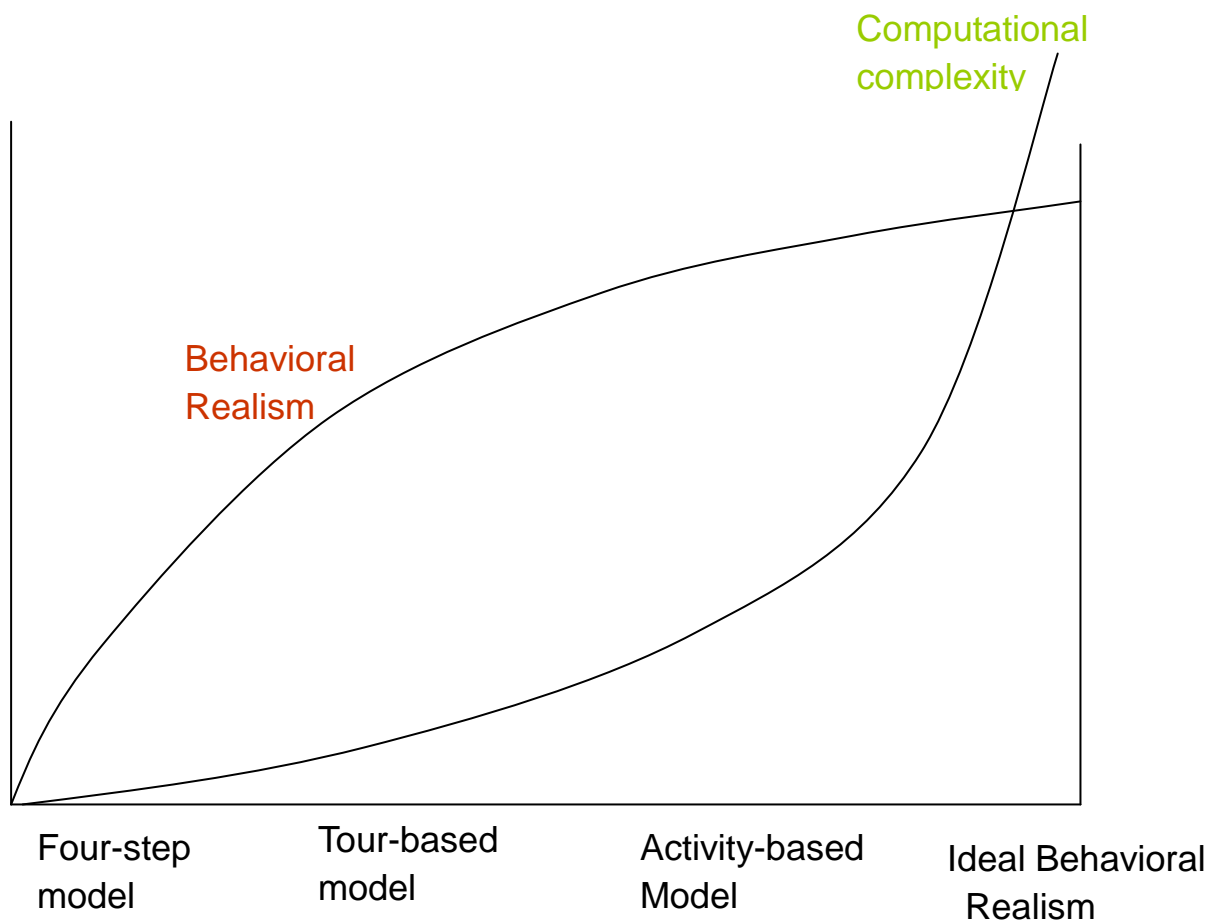 Computational
complexity
Behavioral
Realism
Four-step
model
Tour-based
model
Activity-based
Model
Ideal Behavioral
Realism